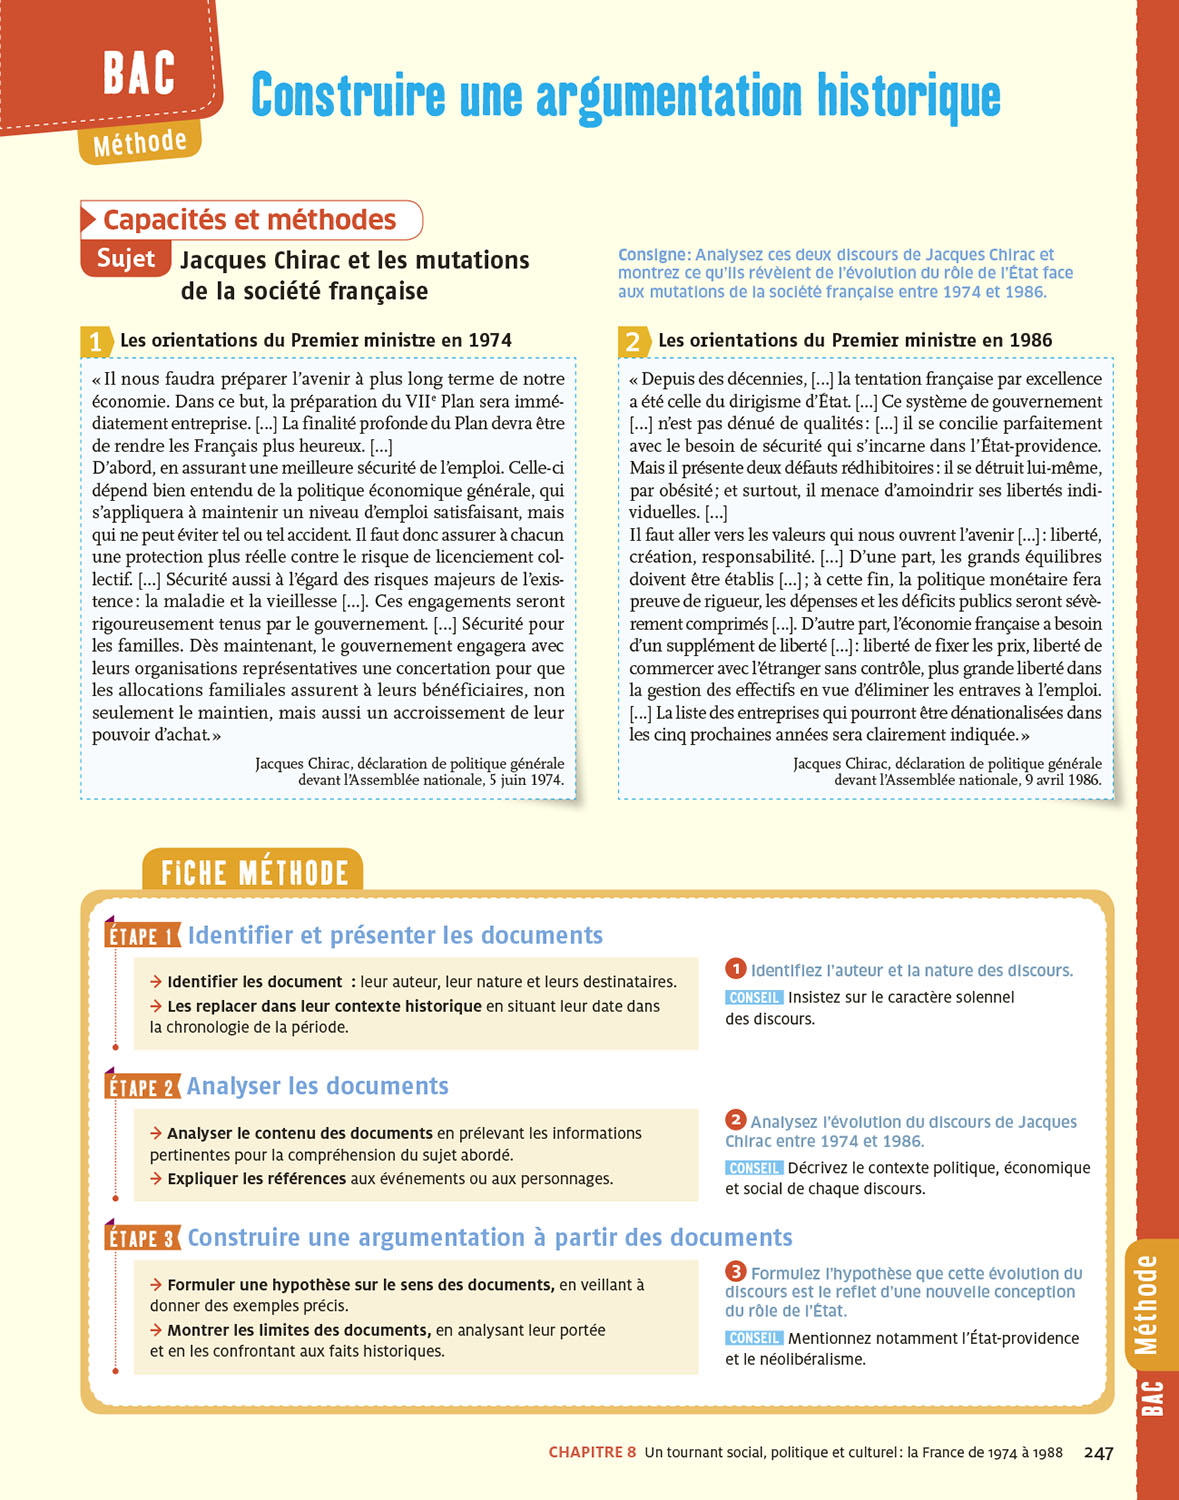 BAC
Méthode
Construire une argumentation historique
Capacités et méthodes
Sujet
Jacques Chirac et les mutations
de la société française
Consigne : Analysez ces deux discours de Jacques Chirac et
montrez ce qu'ils révèlent de l'évolution du rôle de l'État face
aux mutations de la société française entre 1974 et 1986.
1 Les orientations du Premier ministre en 1974
« Il nous faudra préparer l'avenir à plus long terme de notre
économie. Dans ce but, la préparation du VIIe Plan sera immé-
diatement entreprise. [...] La finalité profonde du Plan devra être
de rendre les Français plus heureux. [...]
D'abord, en assurant une meilleure sécurité de l'emploi. Celle-ci
dépend bien entendu de la politique économique générale, qui
s'appliquera à maintenir un niveau d'emploi satisfaisant, mais
qui ne peut éviter tel ou tel accident. Il faut donc assurer à chacun
une protection plus réelle contre le risque de licenciement col-
lectif. [...] Sécurité aussi à l'égard des risques majeurs de l'exis-
tence : la maladie et la vieillesse [...]. Ces engagements seront
rigoureusement tenus par le gouvernement. [...] Sécurité pour
les familles. Dès maintenant, le gouvernement engagera avec
leurs organisations représentatives une concertation pour que
les allocations familiales assurent à leurs bénéficiaires, non
seulement le maintien, mais aussi un accroissement de leur
pouvoir d'achat. »
Jacques Chirac, déclaration de politique générale
devant l'Assemblée nationale, 5 juin 1974.
2 Les orientations du Premier ministre en 1986
« Depuis des décennies, [...] la tentation française par excellence
a été celle du dirigisme d'État. [...] Ce système de gouvernement
[...] n'est pas dénué de qualités : [...] il se concilie parfaitement
avec le besoin de sécurité qui s'incarne dans l'État-providence.
Mais il présente deux défauts rédhibitoires : il se détruit lui-même,
par obésité ; et surtout, il menace d'amoindrir ses libertés indi-
viduelles. [...]
Il faut aller vers les valeurs qui nous ouvrent l'avenir [...] : liberté,
création, responsabilité. [...] D'une part, les grands équilibres
doivent être établis [...] ; à cette fin, la politique monétaire fera
preuve de rigueur, les dépenses et les déficits publics seront sévè-
rement comprimés [...]. D'autre part, l'économie française a besoin
d'un supplément de liberté [...] : liberté de fixer les prix, liberté de
commercer avec l'étranger sans contrôle, plus grande liberté dans
la gestion des effectifs en vue d'éliminer les entraves à l'emploi.
[...] La liste des entreprises qui pourront être dénationalisées dans
les cinq prochaines années sera clairement indiquée. »
Jacques Chirac, déclaration de politique générale
devant l'Assemblée nationale, 9 avril 1986.
FICHE MÉTHODE
ÉTAPE 1 Identifier et présenter les documents
→ Identifier les document : leur auteur, leur nature et leurs destinataires.
→ Les replacer dans leur contexte historique en situant leur date dans
la chronologie de la période.
1 Identifiez l'auteur et la nature des discours.
CONSEIL Insistez sur le caractère solennel
des discours.
ÉTAPE 2 Analyser les documents
→ Analyser le contenu des documents en prélevant les informations
pertinentes pour la compréhension du sujet abordé.
→ Expliquer les références aux événements ou aux personnages.
2 Analysez l'évolution du discours de Jacques
Chirac entre 1974 et 1986.
CONSEIL Décrivez le contexte politique, économique
et social de chaque discours.
ÉTAPE 3 Construire une argumentation à partir des documents
→ Formuler une hypothèse sur le sens des documents, en veillant à
donner des exemples précis.
→ Montrer les limites des documents, en analysant leur portée
et en les confrontant aux faits historiques.
3 Formulez l'hypothèse que cette évolution du
discours est le reflet d'une nouvelle conception
du rôle de l'État.
CONSEIL Mentionnez notamment l'État-providence
et le néolibéralisme.
BAC Méthode
CHAPITRE 8 Un tournant social, politique et culturel : la France de 1974 à 1988 247